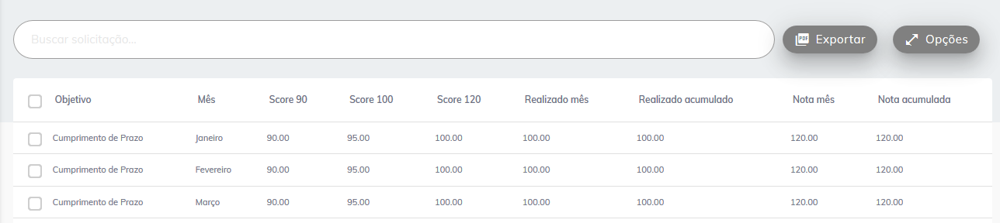 Buscar solicitação...
PDF Exportar
Opções
Objetivo Mês Score 90 Score 100 Score 120 Realizado mês Realizado acumulado Nota mês Nota acumulada
Cumprimento de Prazo Janeiro 90.00 95.00 100.00 100.00 100.00 120.00 120.00
Cumprimento de Prazo Fevereiro 90.00 95.00 100.00 100.00 100.00 120.00 120.00
Cumprimento de Prazo Março 90.00 95.00 100.00 100.00 100.00 120.00 120.00